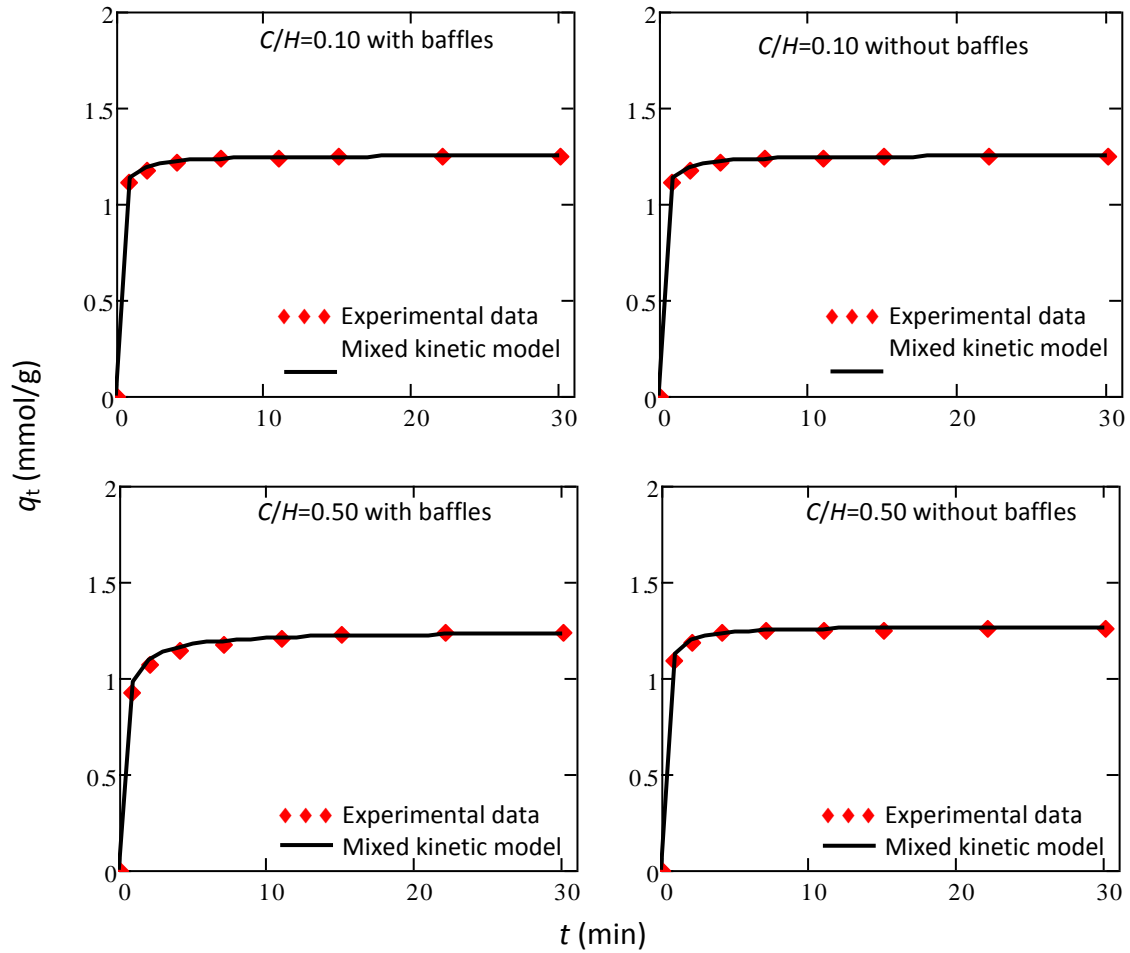 2
C/H=0.10 with baffles
1.5
1
0.5
Experimental data
Mixed kinetic model
0
0
10
20
30
2
C/H=0.10 without baffles
1.5
1
0.5
Experimental data
Mixed kinetic model
0
0
10
20
30
qt (mmol/g)
2
C/H=0.50 with baffles
1.5
1
0.5
Experimental data
Mixed kinetic model
0
0
10
20
30
2
C/H=0.50 without baffles
1.5
1
0.5
Experimental data
Mixed kinetic model
0
0
10
20
30
t (min)